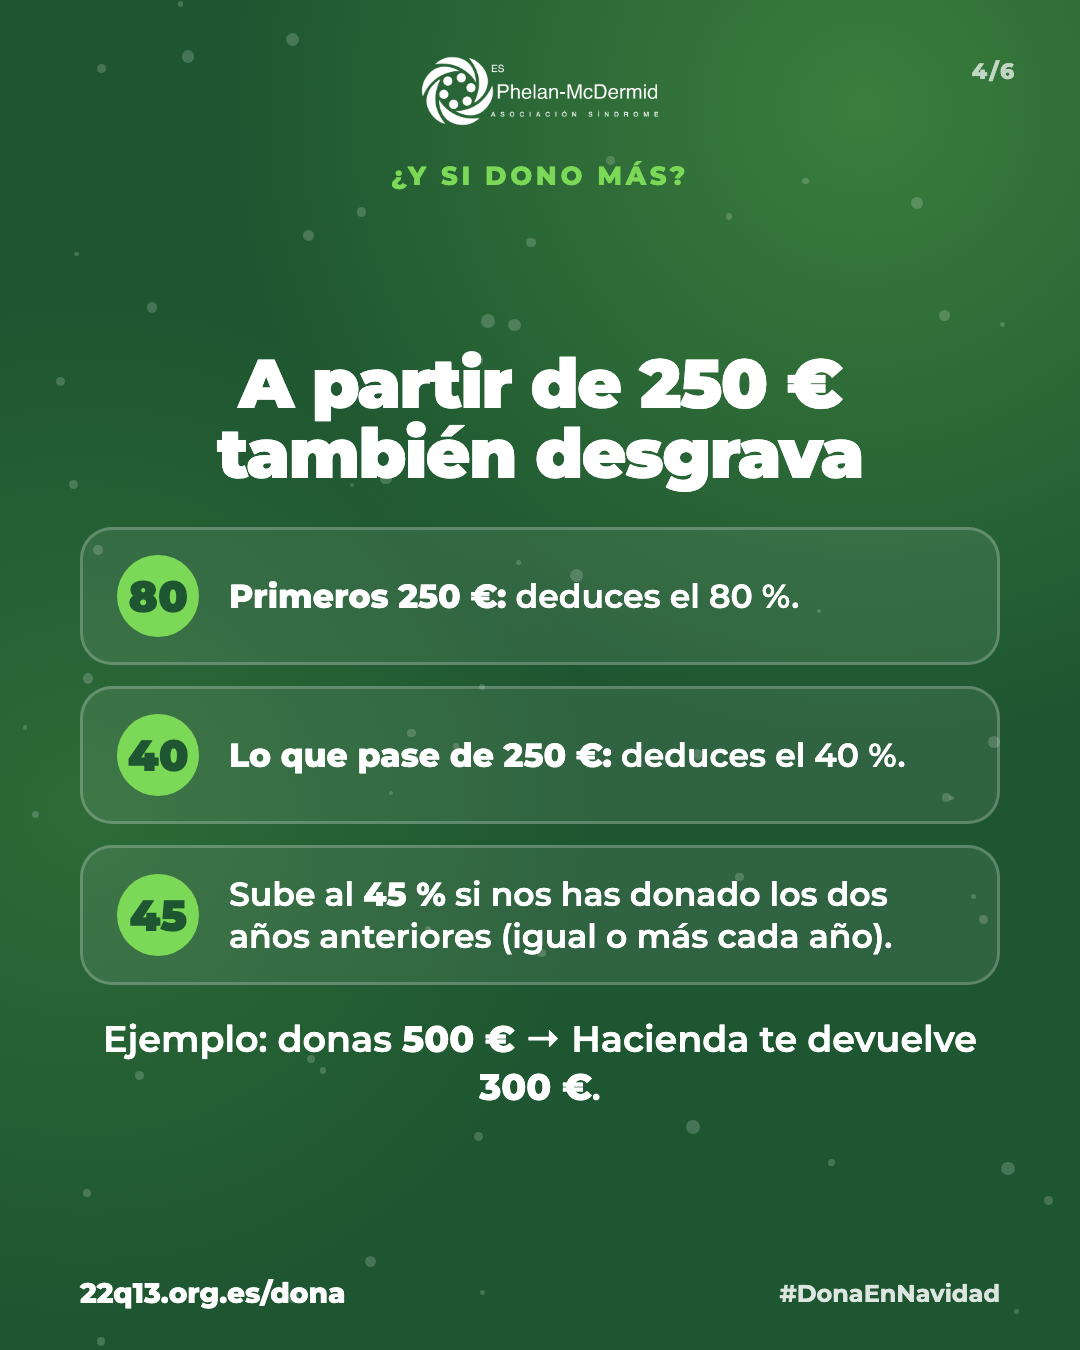 4/6
ES
Phelan-McDermid
ASOCIACIÓN SÍNDROME
¿Y SI DONO MÁS?
A partir de 250 €
también desgrava
80
Primeros 250 €: deduces el 80 %.
40
Lo que pase de 250 €: deduces el 40 %.
45
Sube al 45 % si nos has donado los dos
años anteriores (igual o más cada año).
Ejemplo: donas 500 € → Hacienda te devuelve
300 €.
22q13.org.es/dona
#DonaEnNavidad